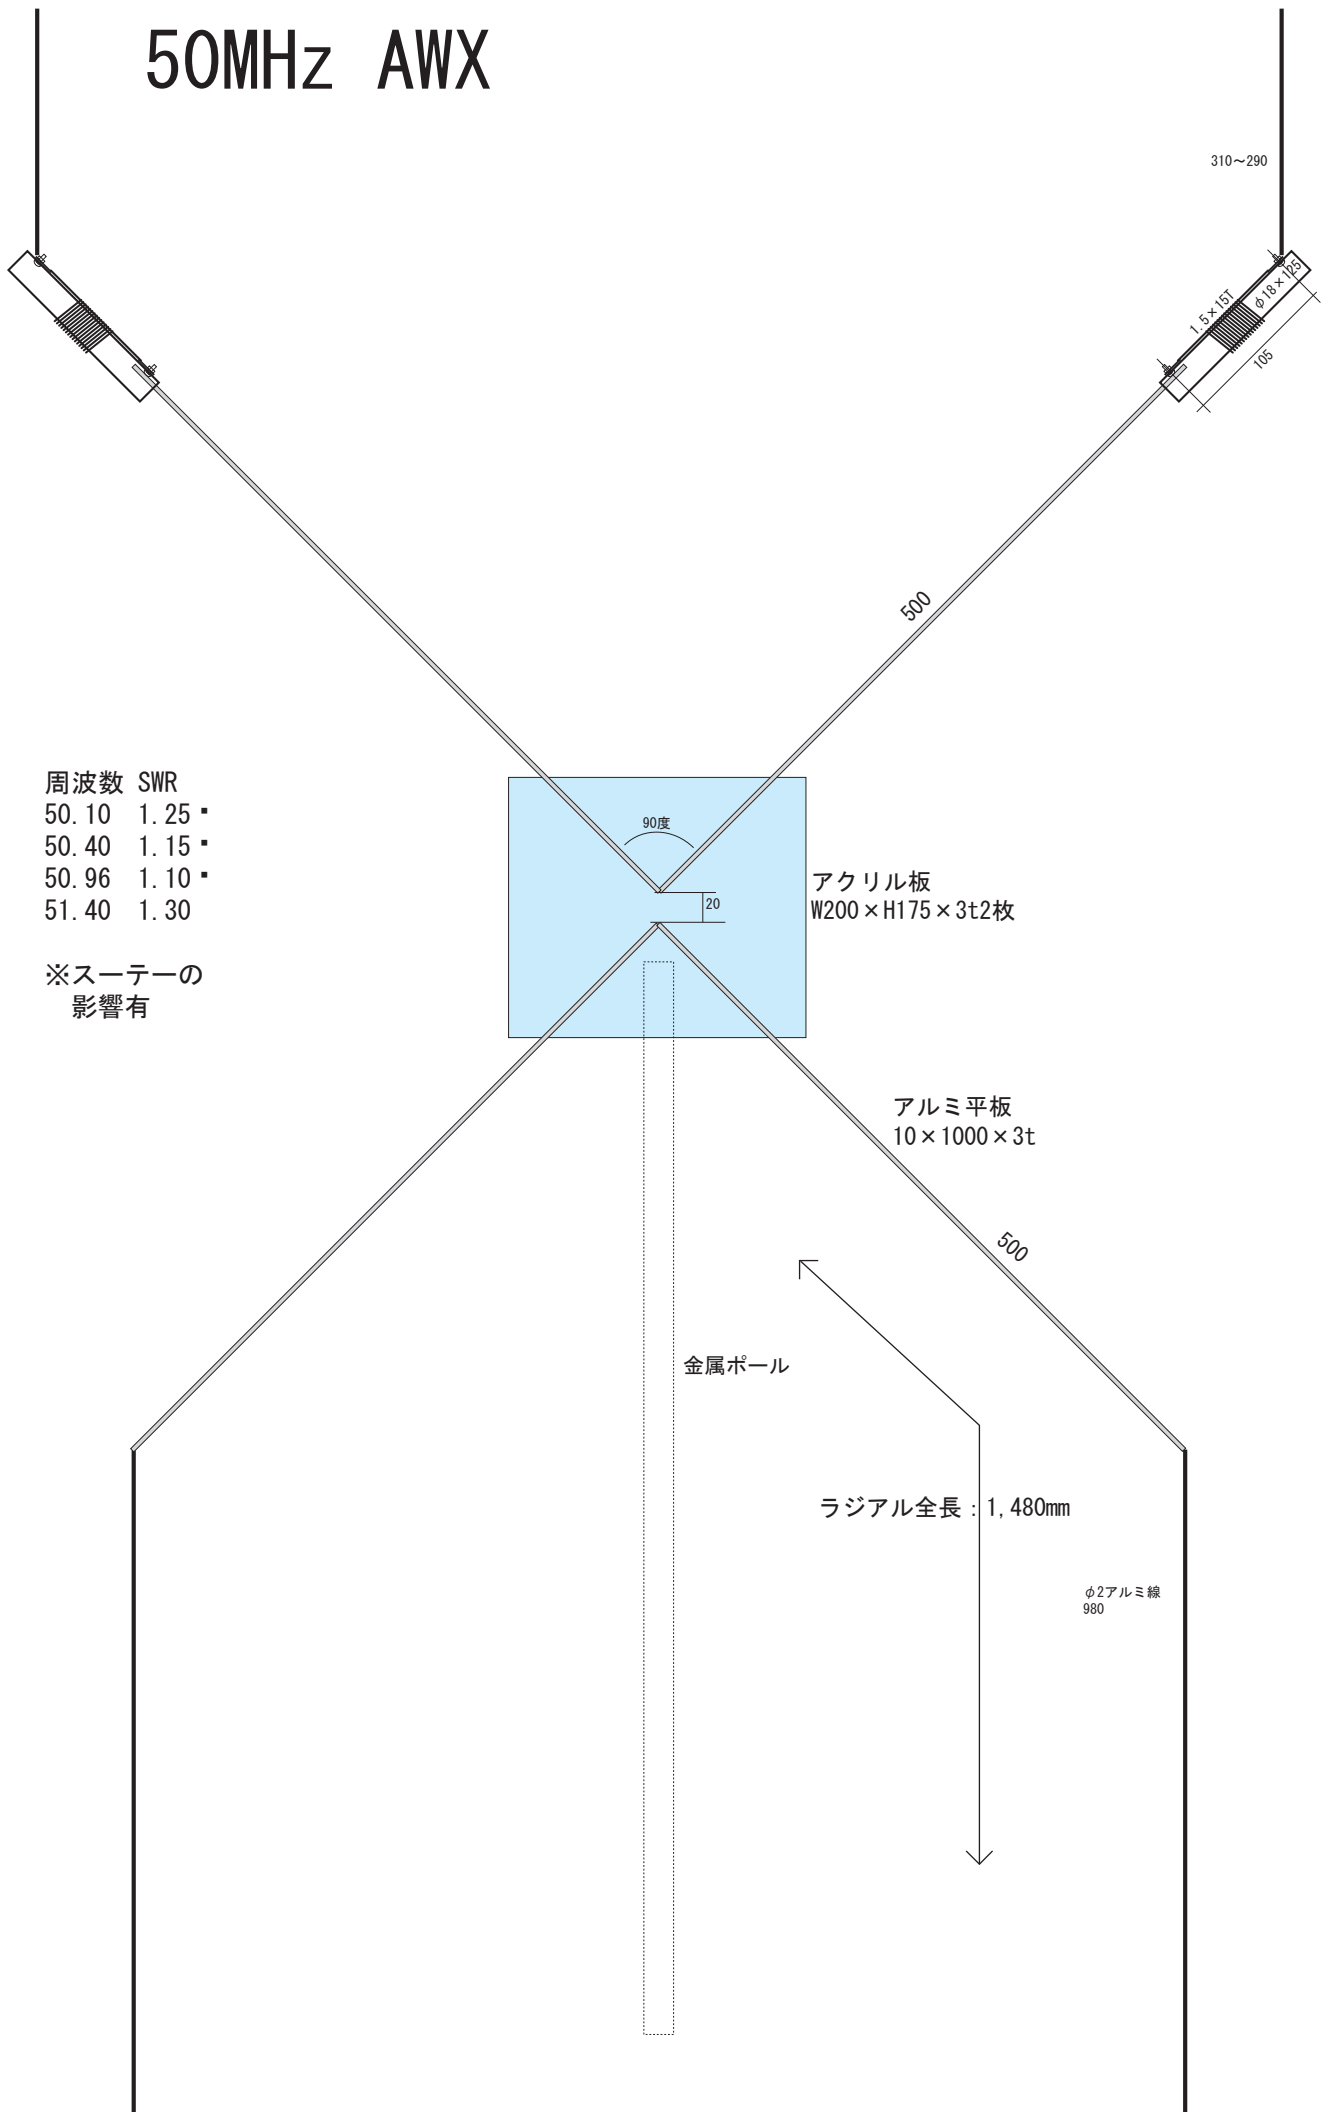 50MHz AWX
310～290
1.5×15T
φ18×125
105
500
周波数 SWR
50.10 1.25▪
50.40 1.15▪
50.96 1.10▪
51.40 1.30
※スーテーの
影響有
90度
20
アクリル板
W200×H175×3t2枚
アルミ平板
10×1000×3t
500
金属ポール
ラジアル全長：1,480mm
φ2アルミ線
980